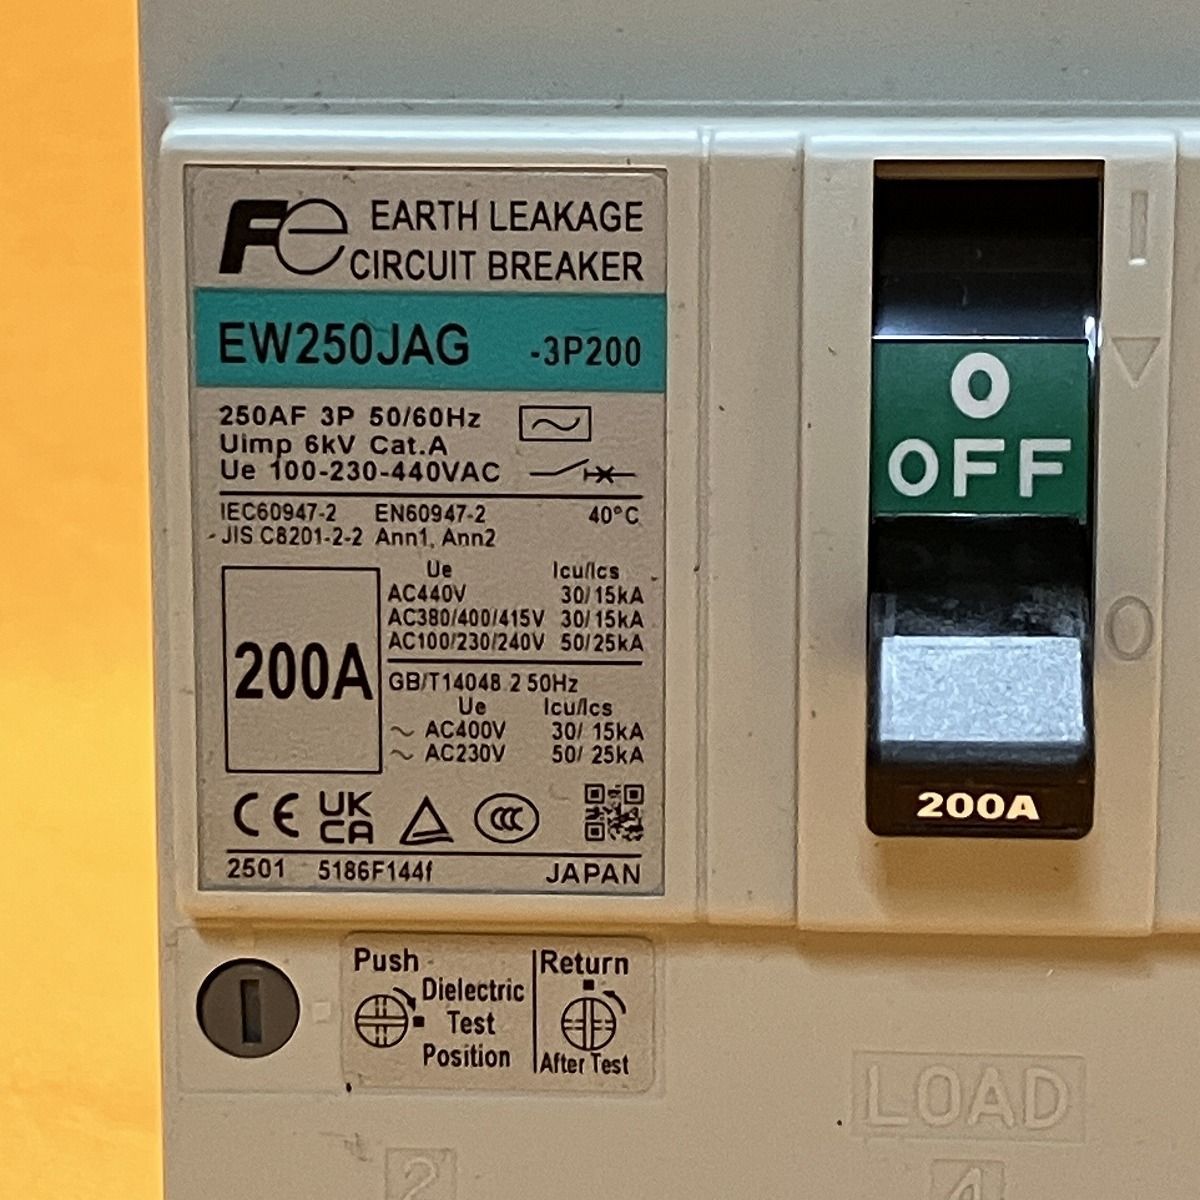 Fe EARTH LEAKAGE
CIRCUIT BREAKER
EW250JAG -3P200
250AF 3P 50/60Hz
Uimp 6kV Cat.A
Ue 100-230-440VAC
IEC60947-2 EN60947-2 40°C
JIS C8201-2-2 Ann1, Ann2
Ue Icu/Ics
AC440V 30/15kA
AC380/400/415V 30/15kA
AC100/230/240V 50/25kA
200A
GB/T14048.2 50Hz
Ue Icu/Ics
~ AC400V 30/ 15kA
~ AC230V 50/ 25kA
CE UK CA CCC
2501 5186F144f JAPAN
I
O
OFF
O
200A
Push
Dielectric
Test
Position
Return
After Test
LOAD
2 4